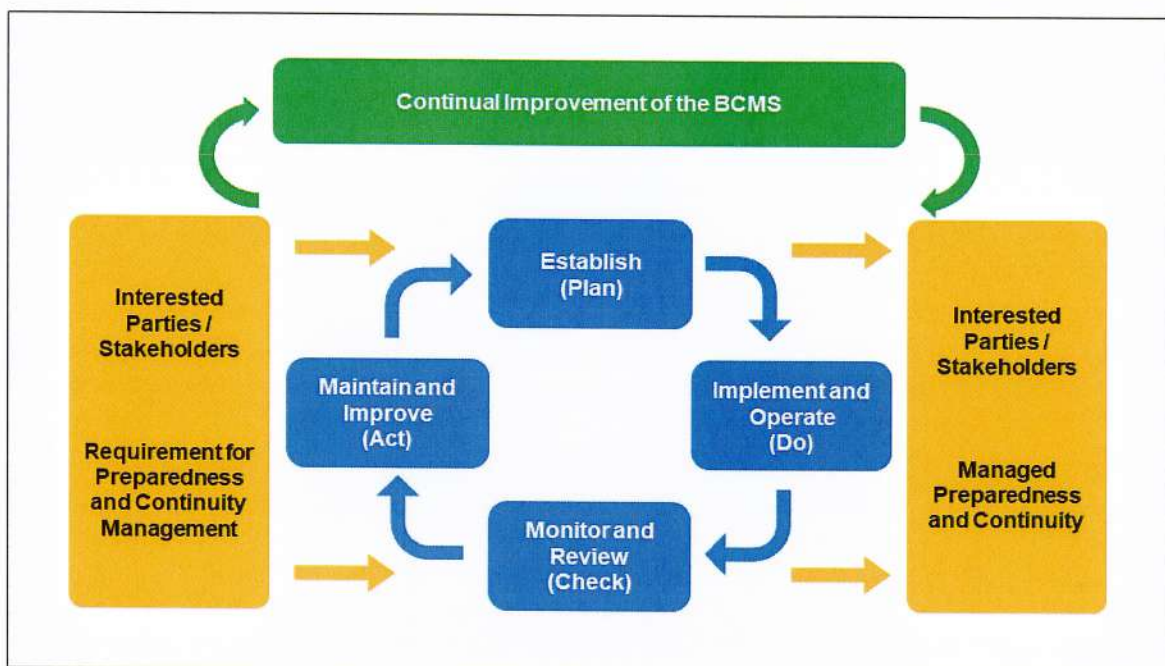 Continual Improvement of the BCMS
Interested
Parties /
Stakeholders
Requirement for
Preparedness
and Continuity
Management
Establish
(Plan)
Maintain and
Improve
(Act)
Implement and
Operate
(Do)
Monitor and
Review
(Check)
Interested
Parties /
Stakeholders
Managed
Preparedness
and Continuity